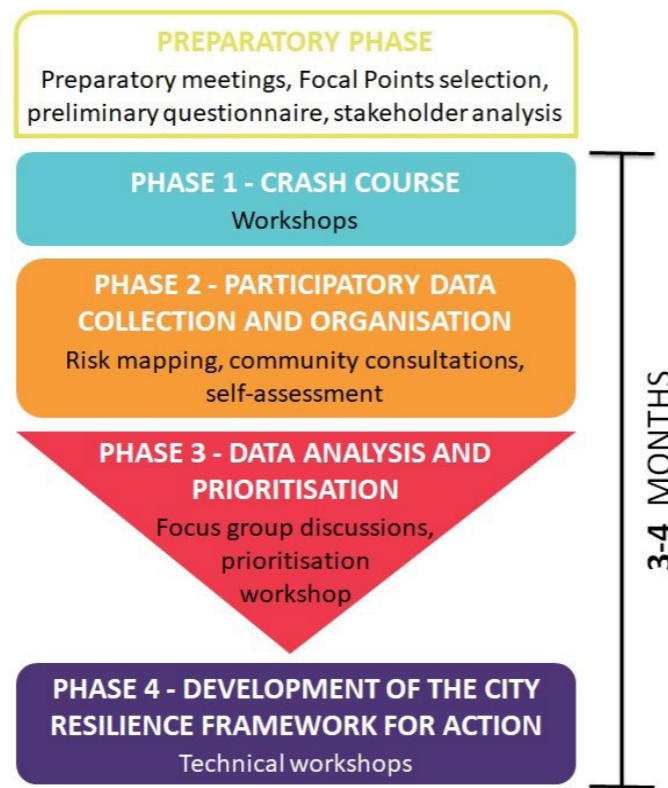 PREPARATORY PHASE
Preparatory meetings, Focal Points selection,
preliminary questionnaire, stakeholder analysis
PHASE 1 - CRASH COURSE
Workshops
PHASE 2 - PARTICIPATORY DATA
COLLECTION AND ORGANISATION
Risk mapping, community consultations,
self-assessment
PHASE 3 - DATA ANALYSIS AND
PRIORITISATION
Focus group discussions,
prioritisation
workshop
PHASE 4 - DEVELOPMENT OF THE CITY
RESILIENCE FRAMEWORK FOR ACTION
Technical workshops
3-4 MONTHS